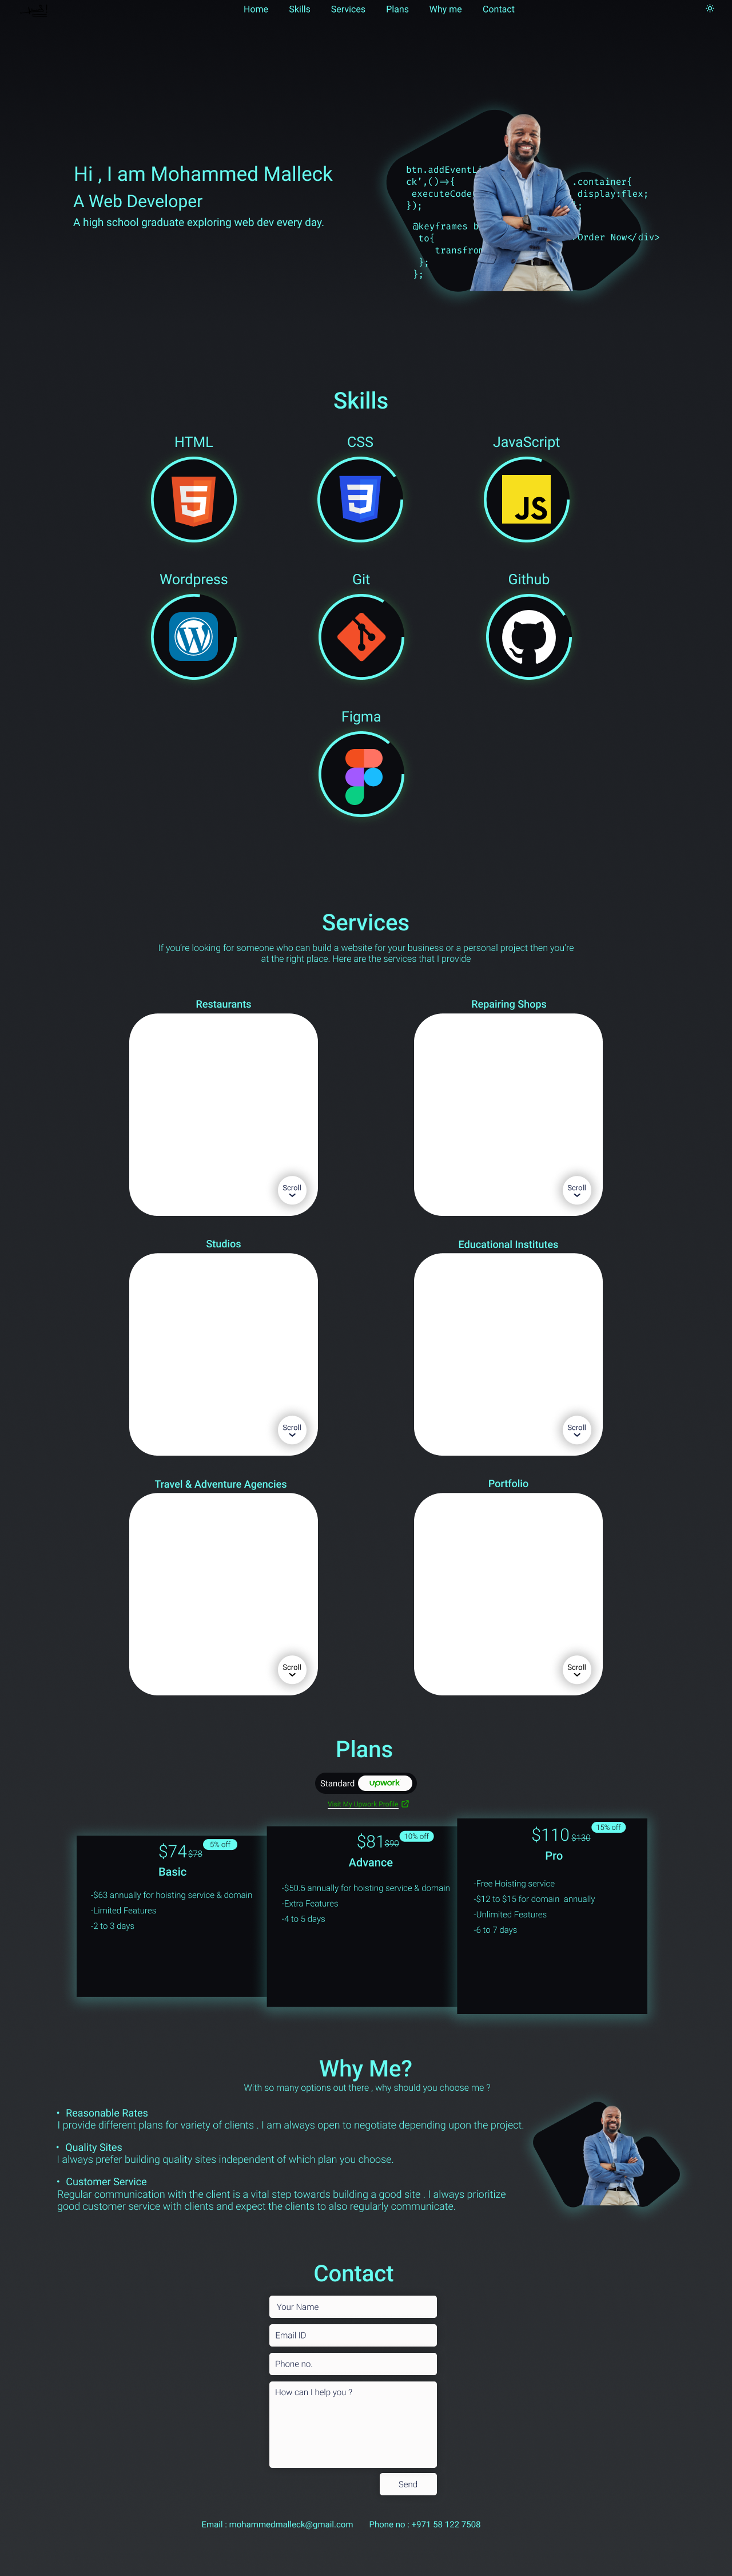 Home Skills Services Plans Why me Contact
Hi , I am Mohammed Malleck
A Web Developer
A high school graduate exploring web dev every day.
btn.addEventLi
ck',()⇒{
executeCode
});
@keyframes b
to{
transfron
};
};
.container{
display:flex;
};
Order Now</div>
Skills
HTML CSS JavaScript
JS
Wordpress Git Github
Figma
Services
If you're looking for someone who can build a website for your business or a personal project then you're
at the right place. Here are the services that I provide
Restaurants Repairing Shops
Scroll Scroll
Studios Educational Institutes
Scroll Scroll
Travel & Adventure Agencies Portfolio
Scroll Scroll
Plans
Standard upwork
Visit My Upwork Profile
$74 $78 5% off
Basic
-$63 annually for hoisting service & domain
-Limited Features
-2 to 3 days
$81 $90 10% off
Advance
-$50.5 annually for hoisting service & domain
-Extra Features
-4 to 5 days
$110 $130 15% off
Pro
-Free Hoisting service
-$12 to $15 for domain annually
-Unlimited Features
-6 to 7 days
Why Me?
With so many options out there , why should you choose me ?
• Reasonable Rates
I provide different plans for variety of clients . I am always open to negotiate depending upon the project.
• Quality Sites
I always prefer building quality sites independent of which plan you choose.
• Customer Service
Regular communication with the client is a vital step towards building a good site . I always prioritize
good customer service with clients and expect the clients to also regularly communicate.
Contact
Your Name
Email ID
Phone no.
How can I help you ?
Send
Email : mohammedmalleck@gmail.com Phone no : +971 58 122 7508